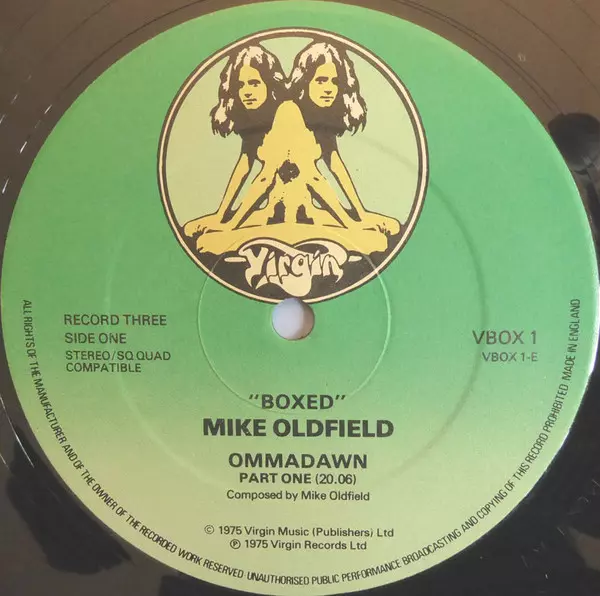 Virgin
RECORD THREE
SIDE ONE
STEREO/SQ QUAD
COMPATIBLE
VBOX 1
VBOX 1-E
"BOXED"
MIKE OLDFIELD
OMMADAWN
PART ONE (20.06)
Composed by Mike Oldfield
© 1975 Virgin Music (Publishers) Ltd
℗ 1975 Virgin Records Ltd
ALL RIGHTS OF THE MANUFACTURER AND OF THE OWNER OF THE RECORDED WORK RESERVED·UNAUTHORISED PUBLIC PERFORMANCE BROADCASTING AND COPYING OF THIS RECORD PROHIBITED MADE IN ENGLAND